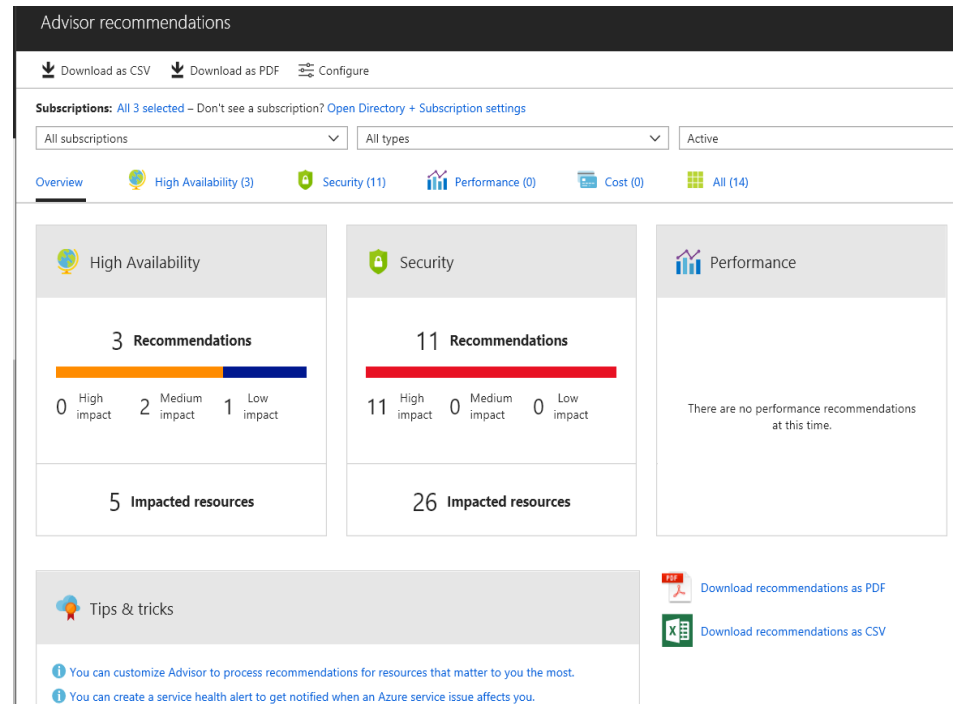 Advisor recommendations
Download as CSV Download as PDF Configure
Subscriptions: All 3 selected – Don't see a subscription? Open Directory + Subscription settings
All subscriptions All types Active
Overview High Availability (3) Security (11) Performance (0) Cost (0) All (14)
High Availability
3 Recommendations
0 High impact 2 Medium impact 1 Low impact
5 Impacted resources
Security
11 Recommendations
11 High impact 0 Medium impact 0 Low impact
26 Impacted resources
Performance
There are no performance recommendations
at this time.
Tips & tricks
You can customize Advisor to process recommendations for resources that matter to you the most.
You can create a service health alert to get notified when an Azure service issue affects you.
PDF
Download recommendations as PDF
Download recommendations as CSV